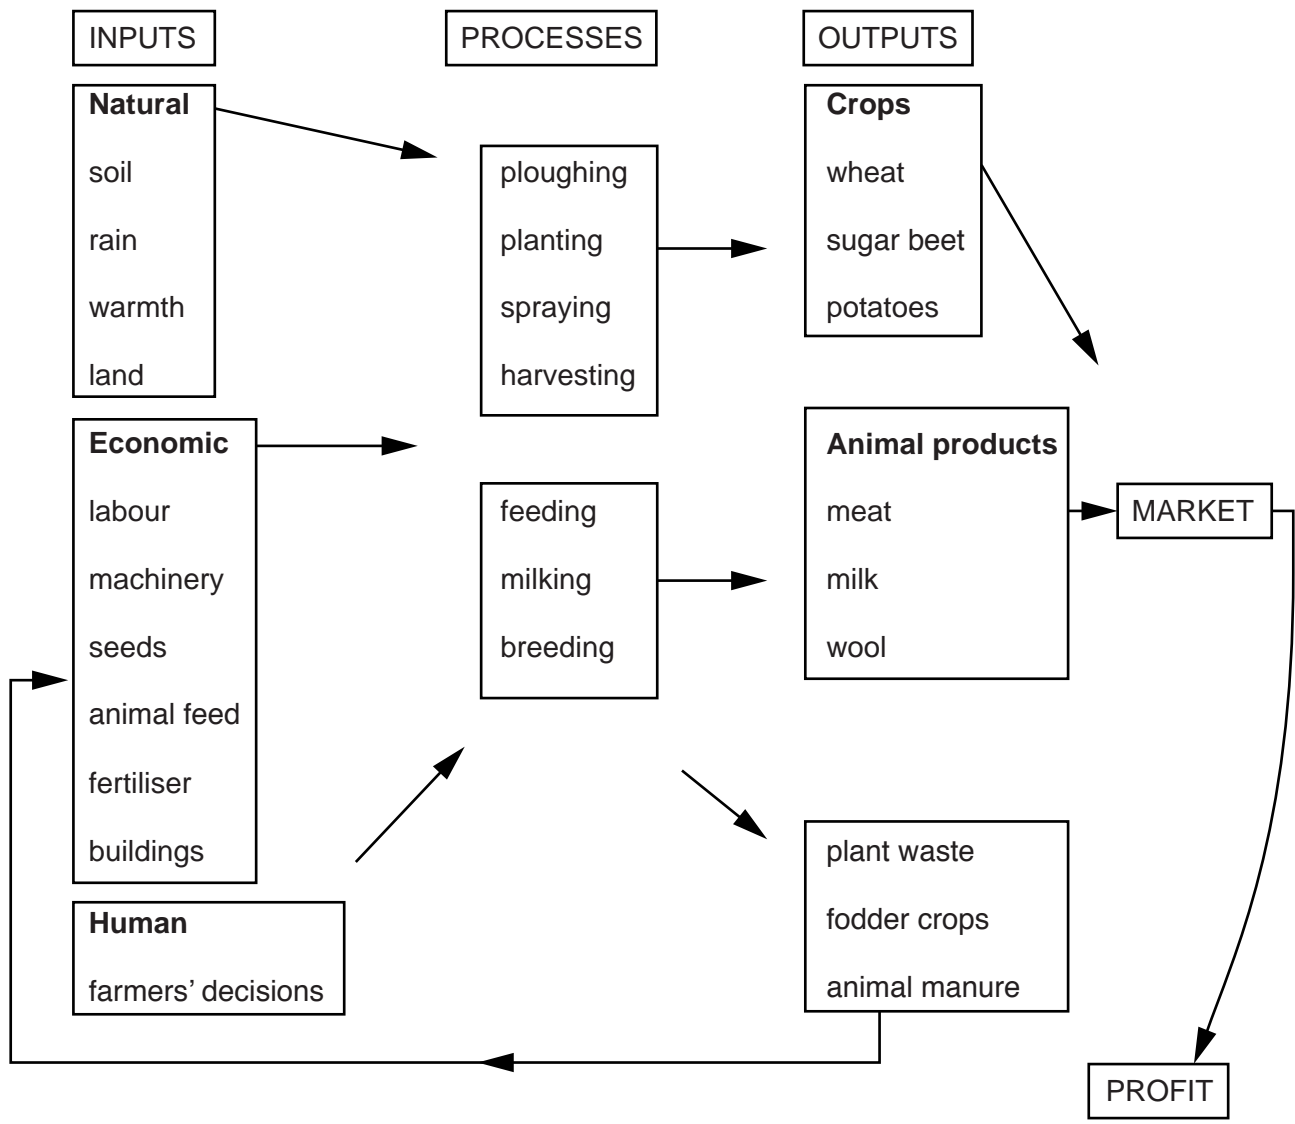 INPUTS
PROCESSES
OUTPUTS
Natural
soil
rain
warmth
land
Economic
labour
machinery
seeds
animal feed
fertiliser
buildings
Human
farmers’ decisions
ploughing
planting
spraying
harvesting
feeding
milking
breeding
Crops
wheat
sugar beet
potatoes
Animal products
meat
milk
wool
plant waste
fodder crops
animal manure
MARKET
PROFIT